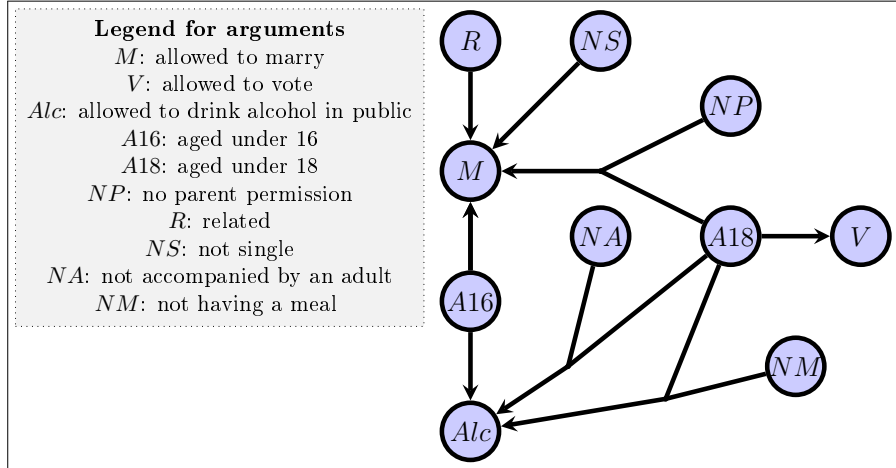 Legend for arguments
M: allowed to marry
V: allowed to vote
Alc: allowed to drink alcohol in public
A16: aged under 16
A18: aged under 18
NP: no parent permission
R: related
NS: not single
NA: not accompanied by an adult
NM: not having a meal
R
NS
NP
M
NA
A18
V
A16
NM
Alc